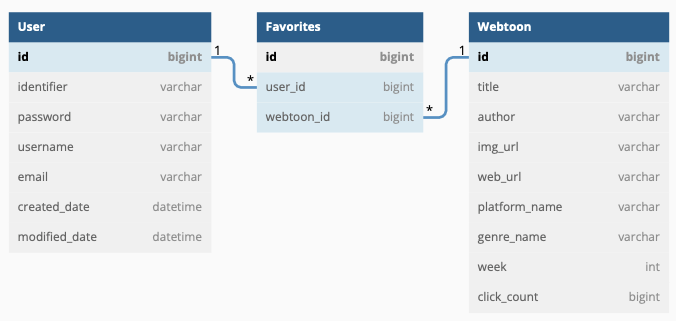 User
id bigint
identifier varchar
password varchar
username varchar
email varchar
created_date datetime
modified_date datetime
1
*
Favorites
id bigint
user_id bigint
webtoon_id bigint
*
1
Webtoon
id bigint
title varchar
author varchar
img_url varchar
web_url varchar
platform_name varchar
genre_name varchar
week int
click_count bigint